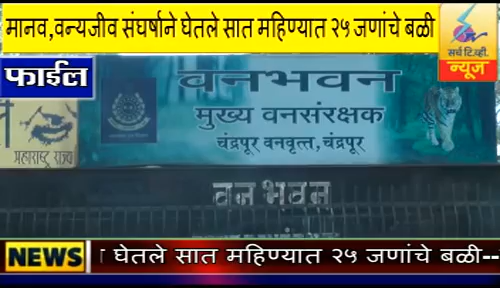 मानव,वन्यजीव संघर्षाने घेतले सात महिण्यात २५ जणांचे बळी
सर्च टि.व्ही.
न्यूज
फाईल
वनभवन
मुख्य वनसंरक्षक
चंद्रपूर वनवृत्त,चंद्रपूर
महाराष्ट्र राज्य
वन भवन
NEWS घेतले सात महिण्यात २५ जणांचे बळी--